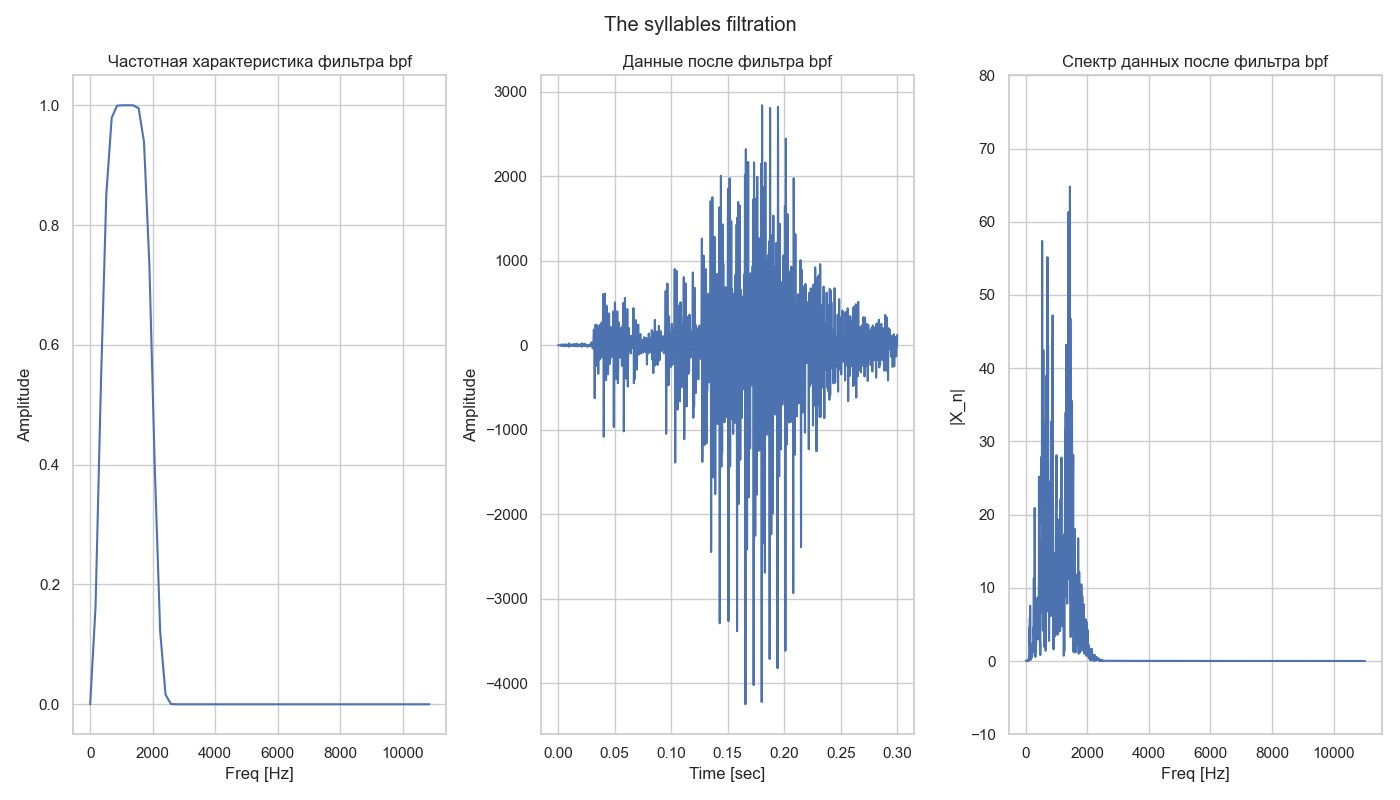 The syllables filtration
Частотная характеристика фильтра bpf
1.0
0.8
0.6
0.4
0.2
0.0
Amplitude
0 2000 4000 6000 8000 10000
Freq [Hz]
Данные после фильтра bpf
3000
2000
1000
0
−1000
−2000
−3000
−4000
Amplitude
0.00 0.05 0.10 0.15 0.20 0.25 0.30
Time [sec]
Спектр данных после фильтра bpf
80
70
60
50
40
30
20
10
0
−10
|X_n|
0 2000 4000 6000 8000 10000
Freq [Hz]